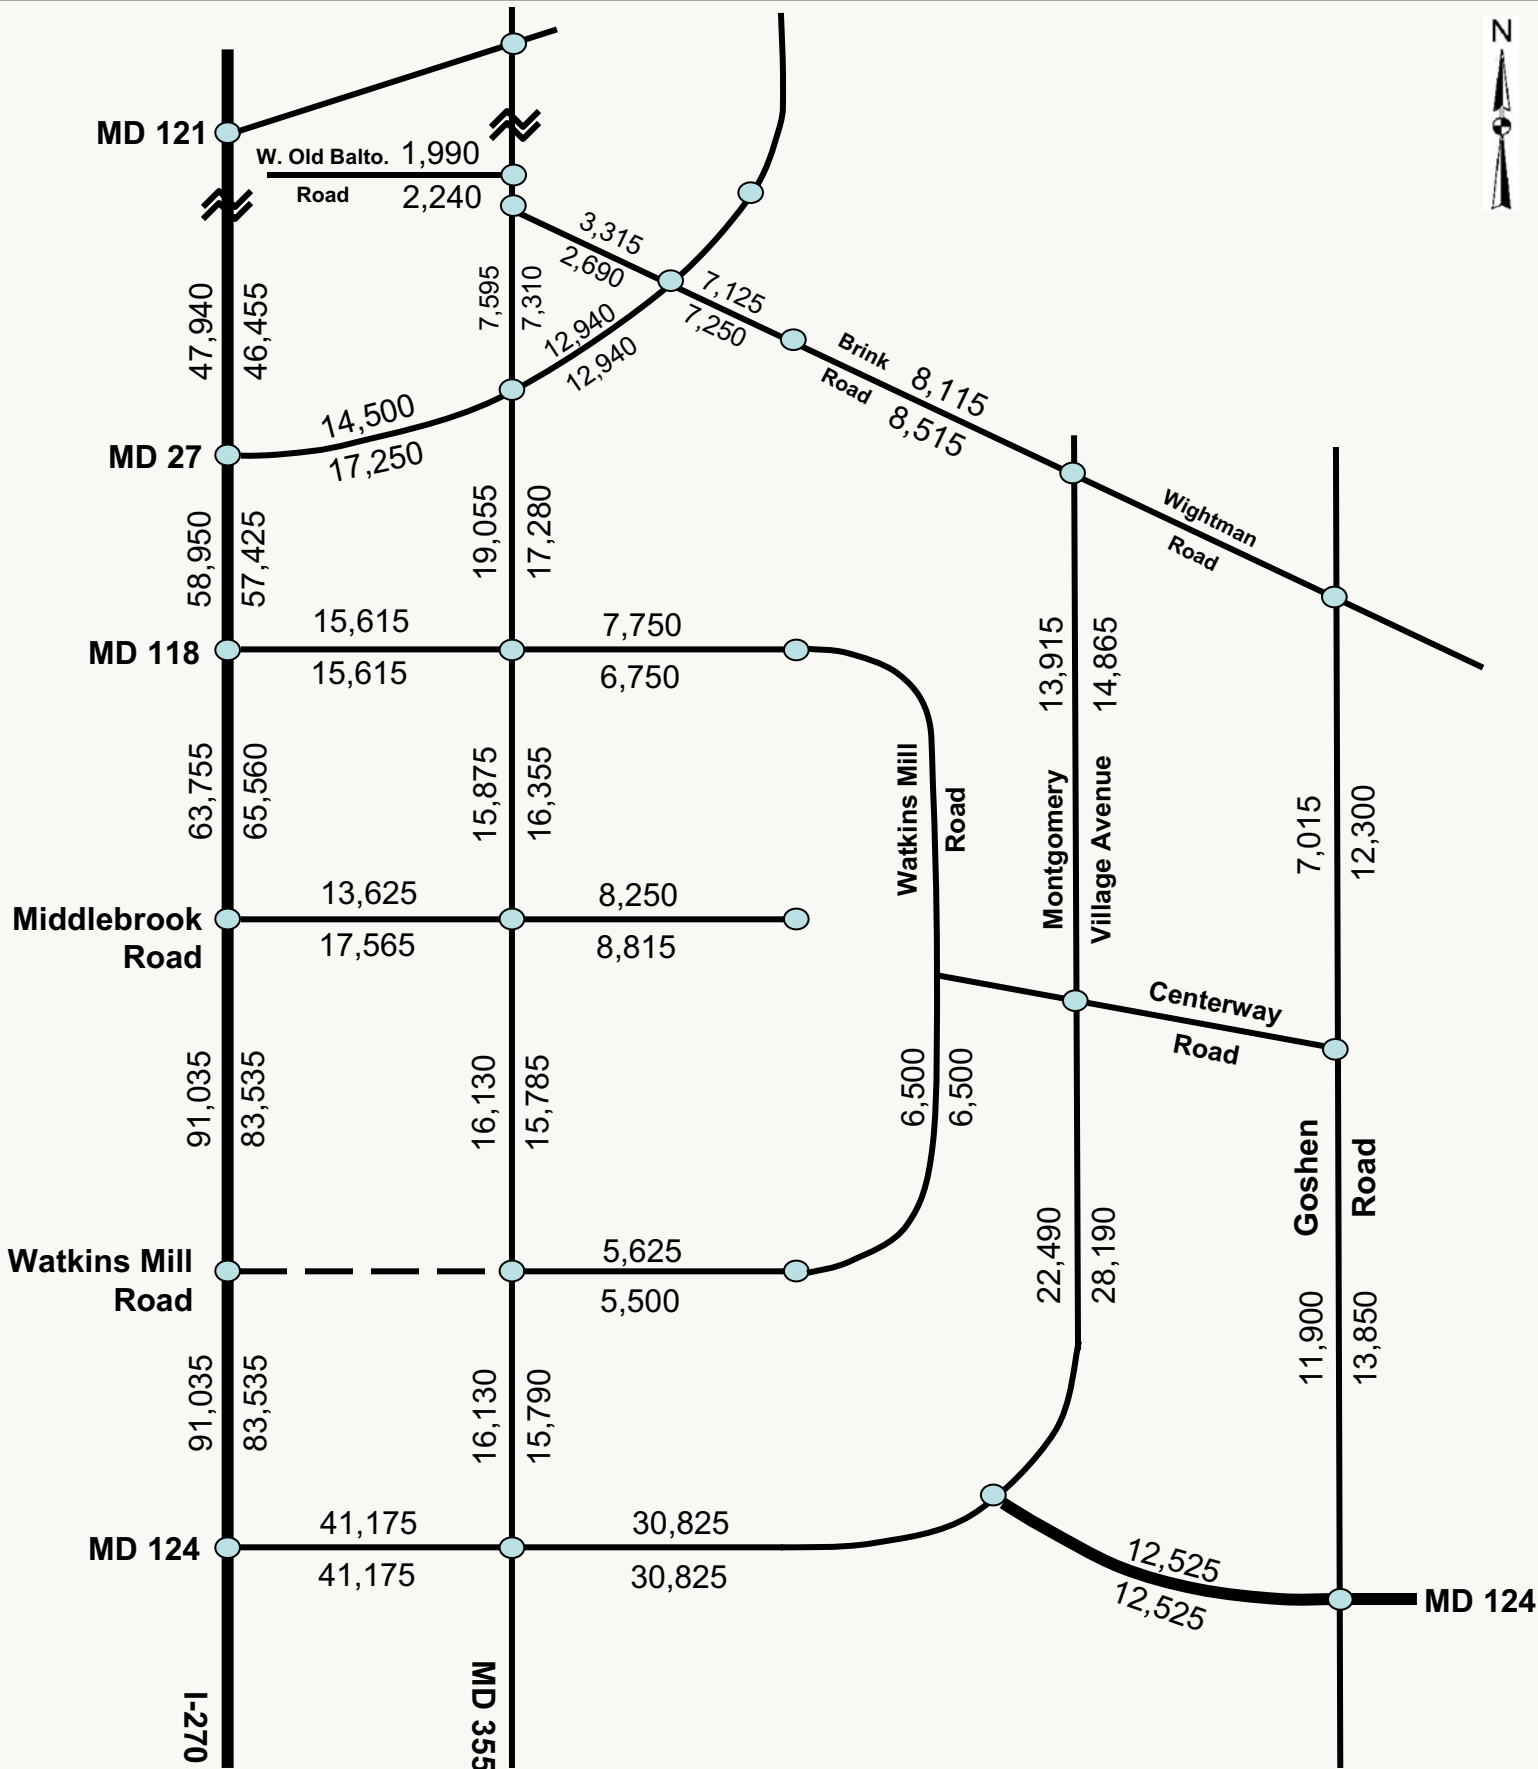 N
MD 121
W. Old Balto. 1,990
Road 2,240
3,315
2,690
7,125
7,250
7,595
7,310
12,940
12,940
47,940
46,455
Brink
Road
8,115
8,515
14,500
17,250
MD 27
19,055
17,280
58,950
57,425
Wightman
Road
15,615
7,750
MD 118
15,615
6,750
13,915
14,865
63,755
65,560
15,875
16,355
Watkins Mill
Road
Montgomery
Village Avenue
7,015
12,300
13,625
8,250
Middlebrook
Road
17,565
8,815
Centerway
Road
91,035
83,535
16,130
15,785
6,500
6,500
Goshen
Road
22,490
28,190
Watkins Mill
Road
5,625
5,500
11,900
13,850
91,035
83,535
16,130
15,790
41,175
30,825
MD 124
41,175
30,825
12,525
12,525
MD 124
I-270
MD 355